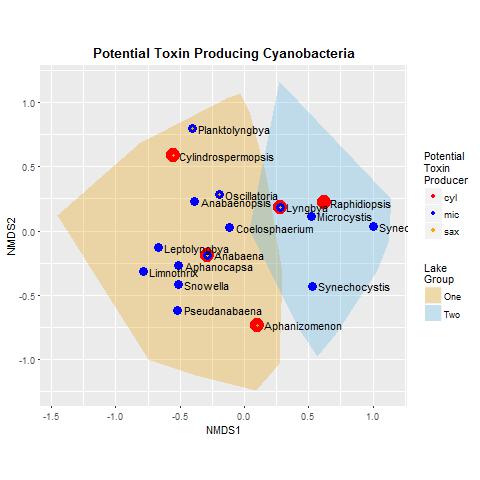 Potential Toxin Producing Cyanobacteria
1.0
0.5
0.0
-0.5
-1.0
NMDS2
Planktolyngbya
Cylindrospermopsis
Oscillatoria
Anabaenopsis
Lyngbya
Raphidiopsis
Microcystis
Coelosphaerium
Synec
Leptolyngbya
Anabaena
Aphanocapsa
Limnothrix
Snowella
Synechocystis
Pseudanabaena
Aphanizomenon
-1.5
-1.0
-0.5
0.0
0.5
1.0
NMDS1
Potential
Toxin
Producer
cyl
mic
sax
Lake
Group
One
Two